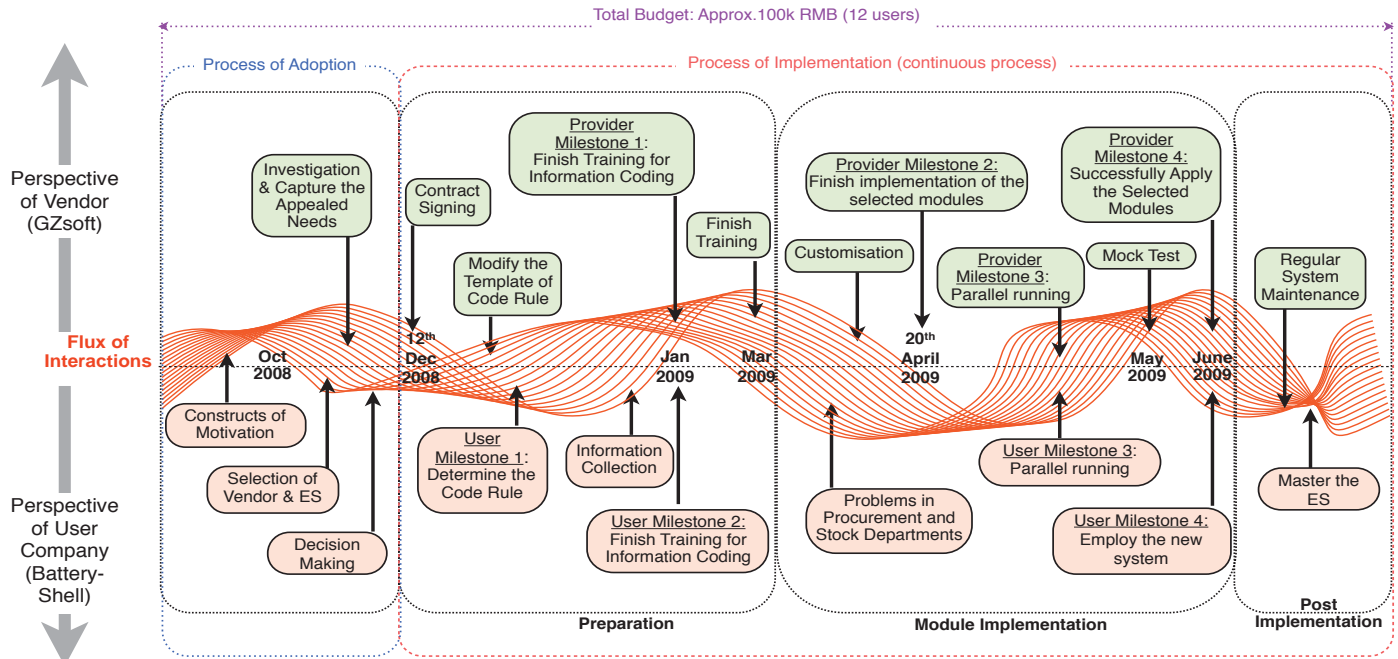 Total Budget: Approx.100k RMB (12 users)
Process of Adoption
Process of Implementation (continuous process)
Perspective
of Vendor
(GZsoft)
Flux of
Interactions
Perspective
of User
Company
(Battery-
Shell)
Investigation
& Capture the
Appealed
Needs
Contract
Signing
Modify the
Template of
Code Rule
Provider
Milestone 1:
Finish Training for
Information Coding
Finish
Training
Customisation
Provider Milestone 2:
Finish implementation of the
selected modules
Provider
Milestone 3:
Parallel running
Provider
Milestone 4:
Successfully Apply
the Selected
Modules
Mock Test
Regular
System
Maintenance
Oct
2008
12th
Dec
2008
Jan
2009
Mar
2009
20th
April
2009
May
2009
June
2009
Constructs of
Motivation
Selection of
Vendor & ES
Decision
Making
User
Milestone 1:
Determine the
Code Rule
Information
Collection
User Milestone 2:
Finish Training for
Information Coding
Problems in
Procurement and
Stock Departments
User Milestone 3:
Parallel running
User Milestone 4:
Employ the new
system
Master the
ES
Preparation
Module Implementation
Post
Implementation